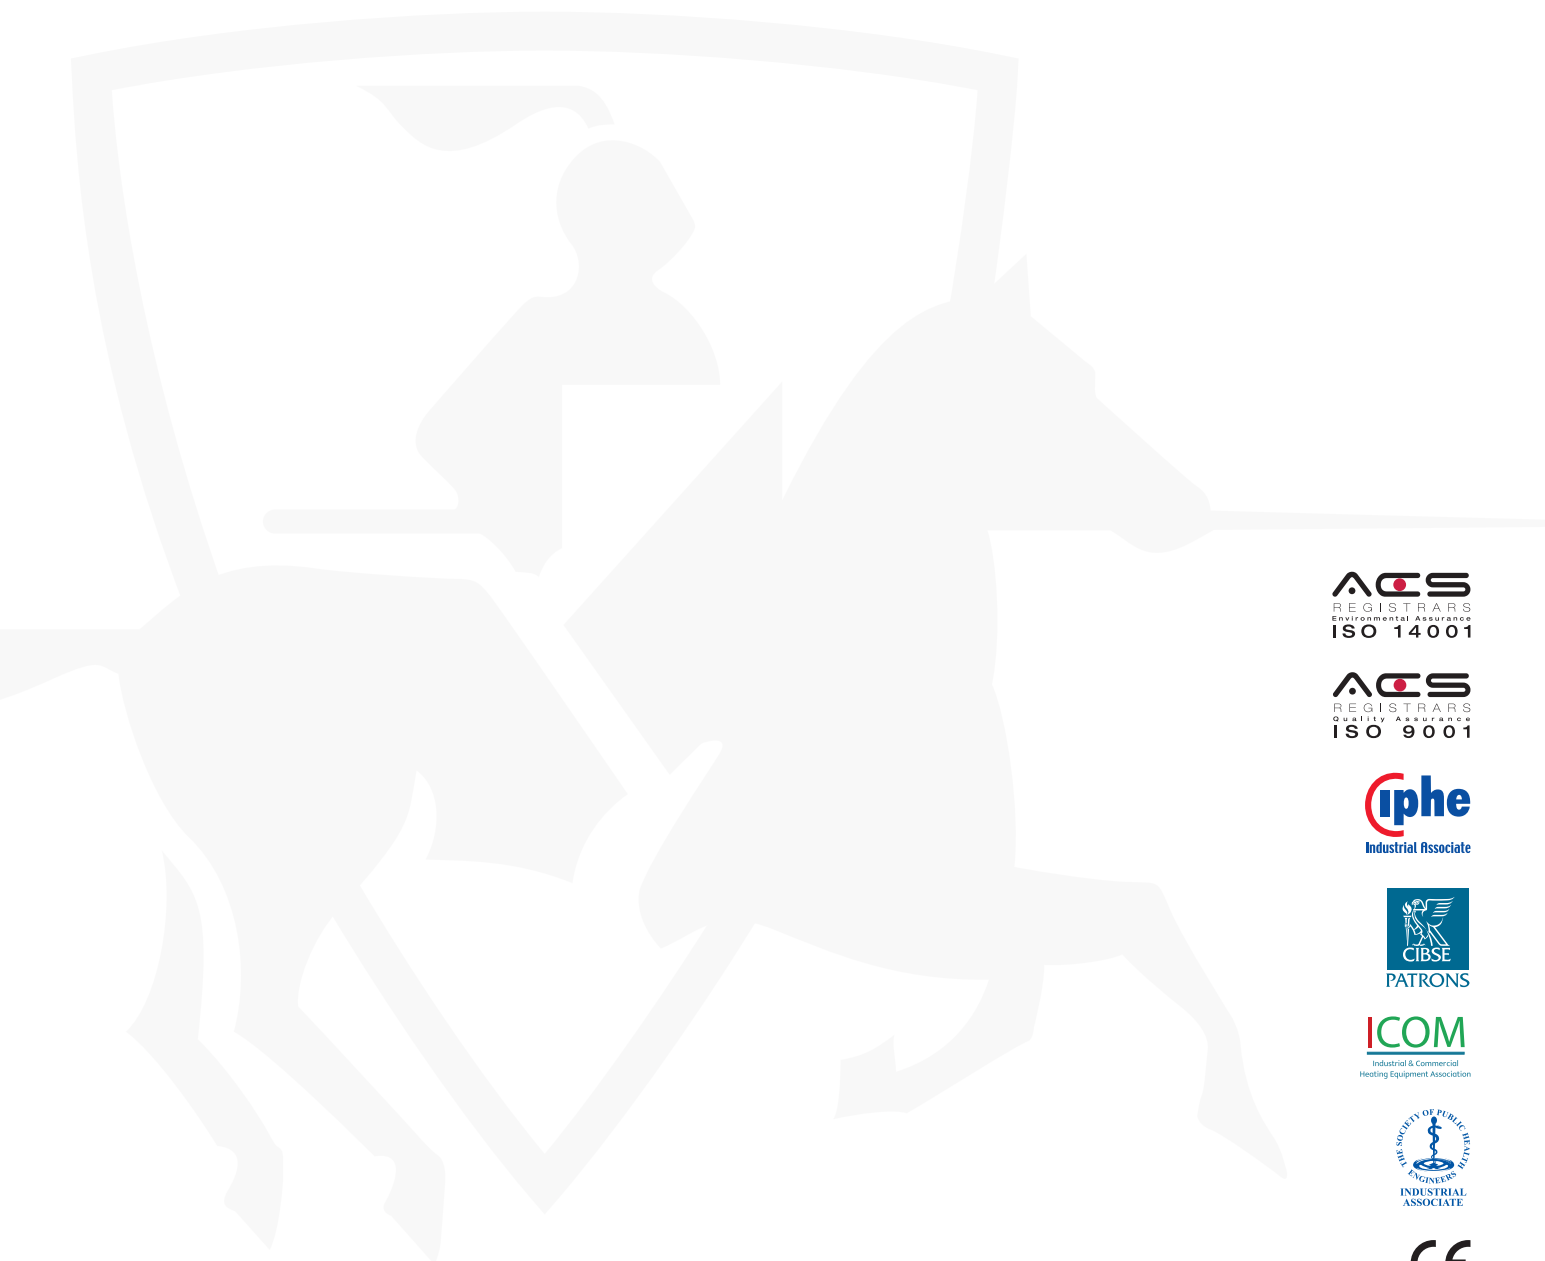 ACS
REGISTRARS
Environmental Assurance
ISO 14001
ACS
REGISTRARS
Quality Assurance
ISO 9001
Ciphe
Industrial Associate
CIBSE
PATRONS
ICOM
Industrial & Commercial
Heating Equipment Association
THE SOCIETY OF PUBLIC HEALTH
ENGINEERS
INDUSTRIAL
ASSOCIATE
CE